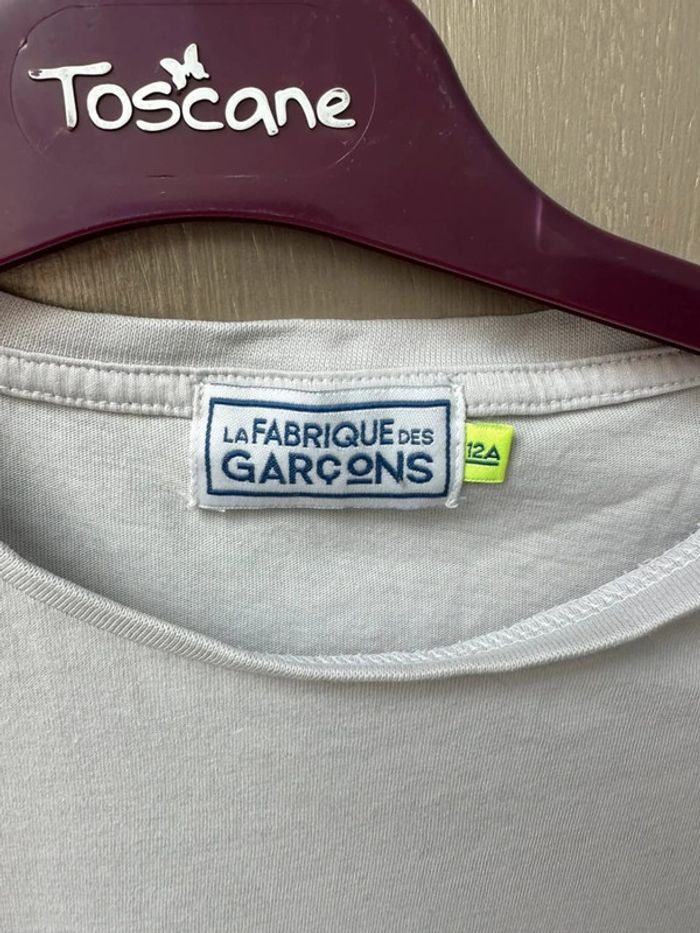 Toscane
LA FABRIQUE DES
GARÇONS
12A